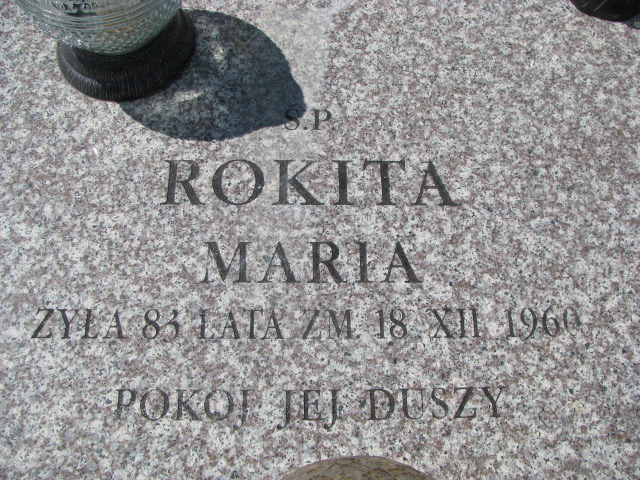 Ś.P
ROKITA
MARIA
ŻYŁA 83 LATA ZM. 18 XII 1960
POKÓJ JEJ DUSZY